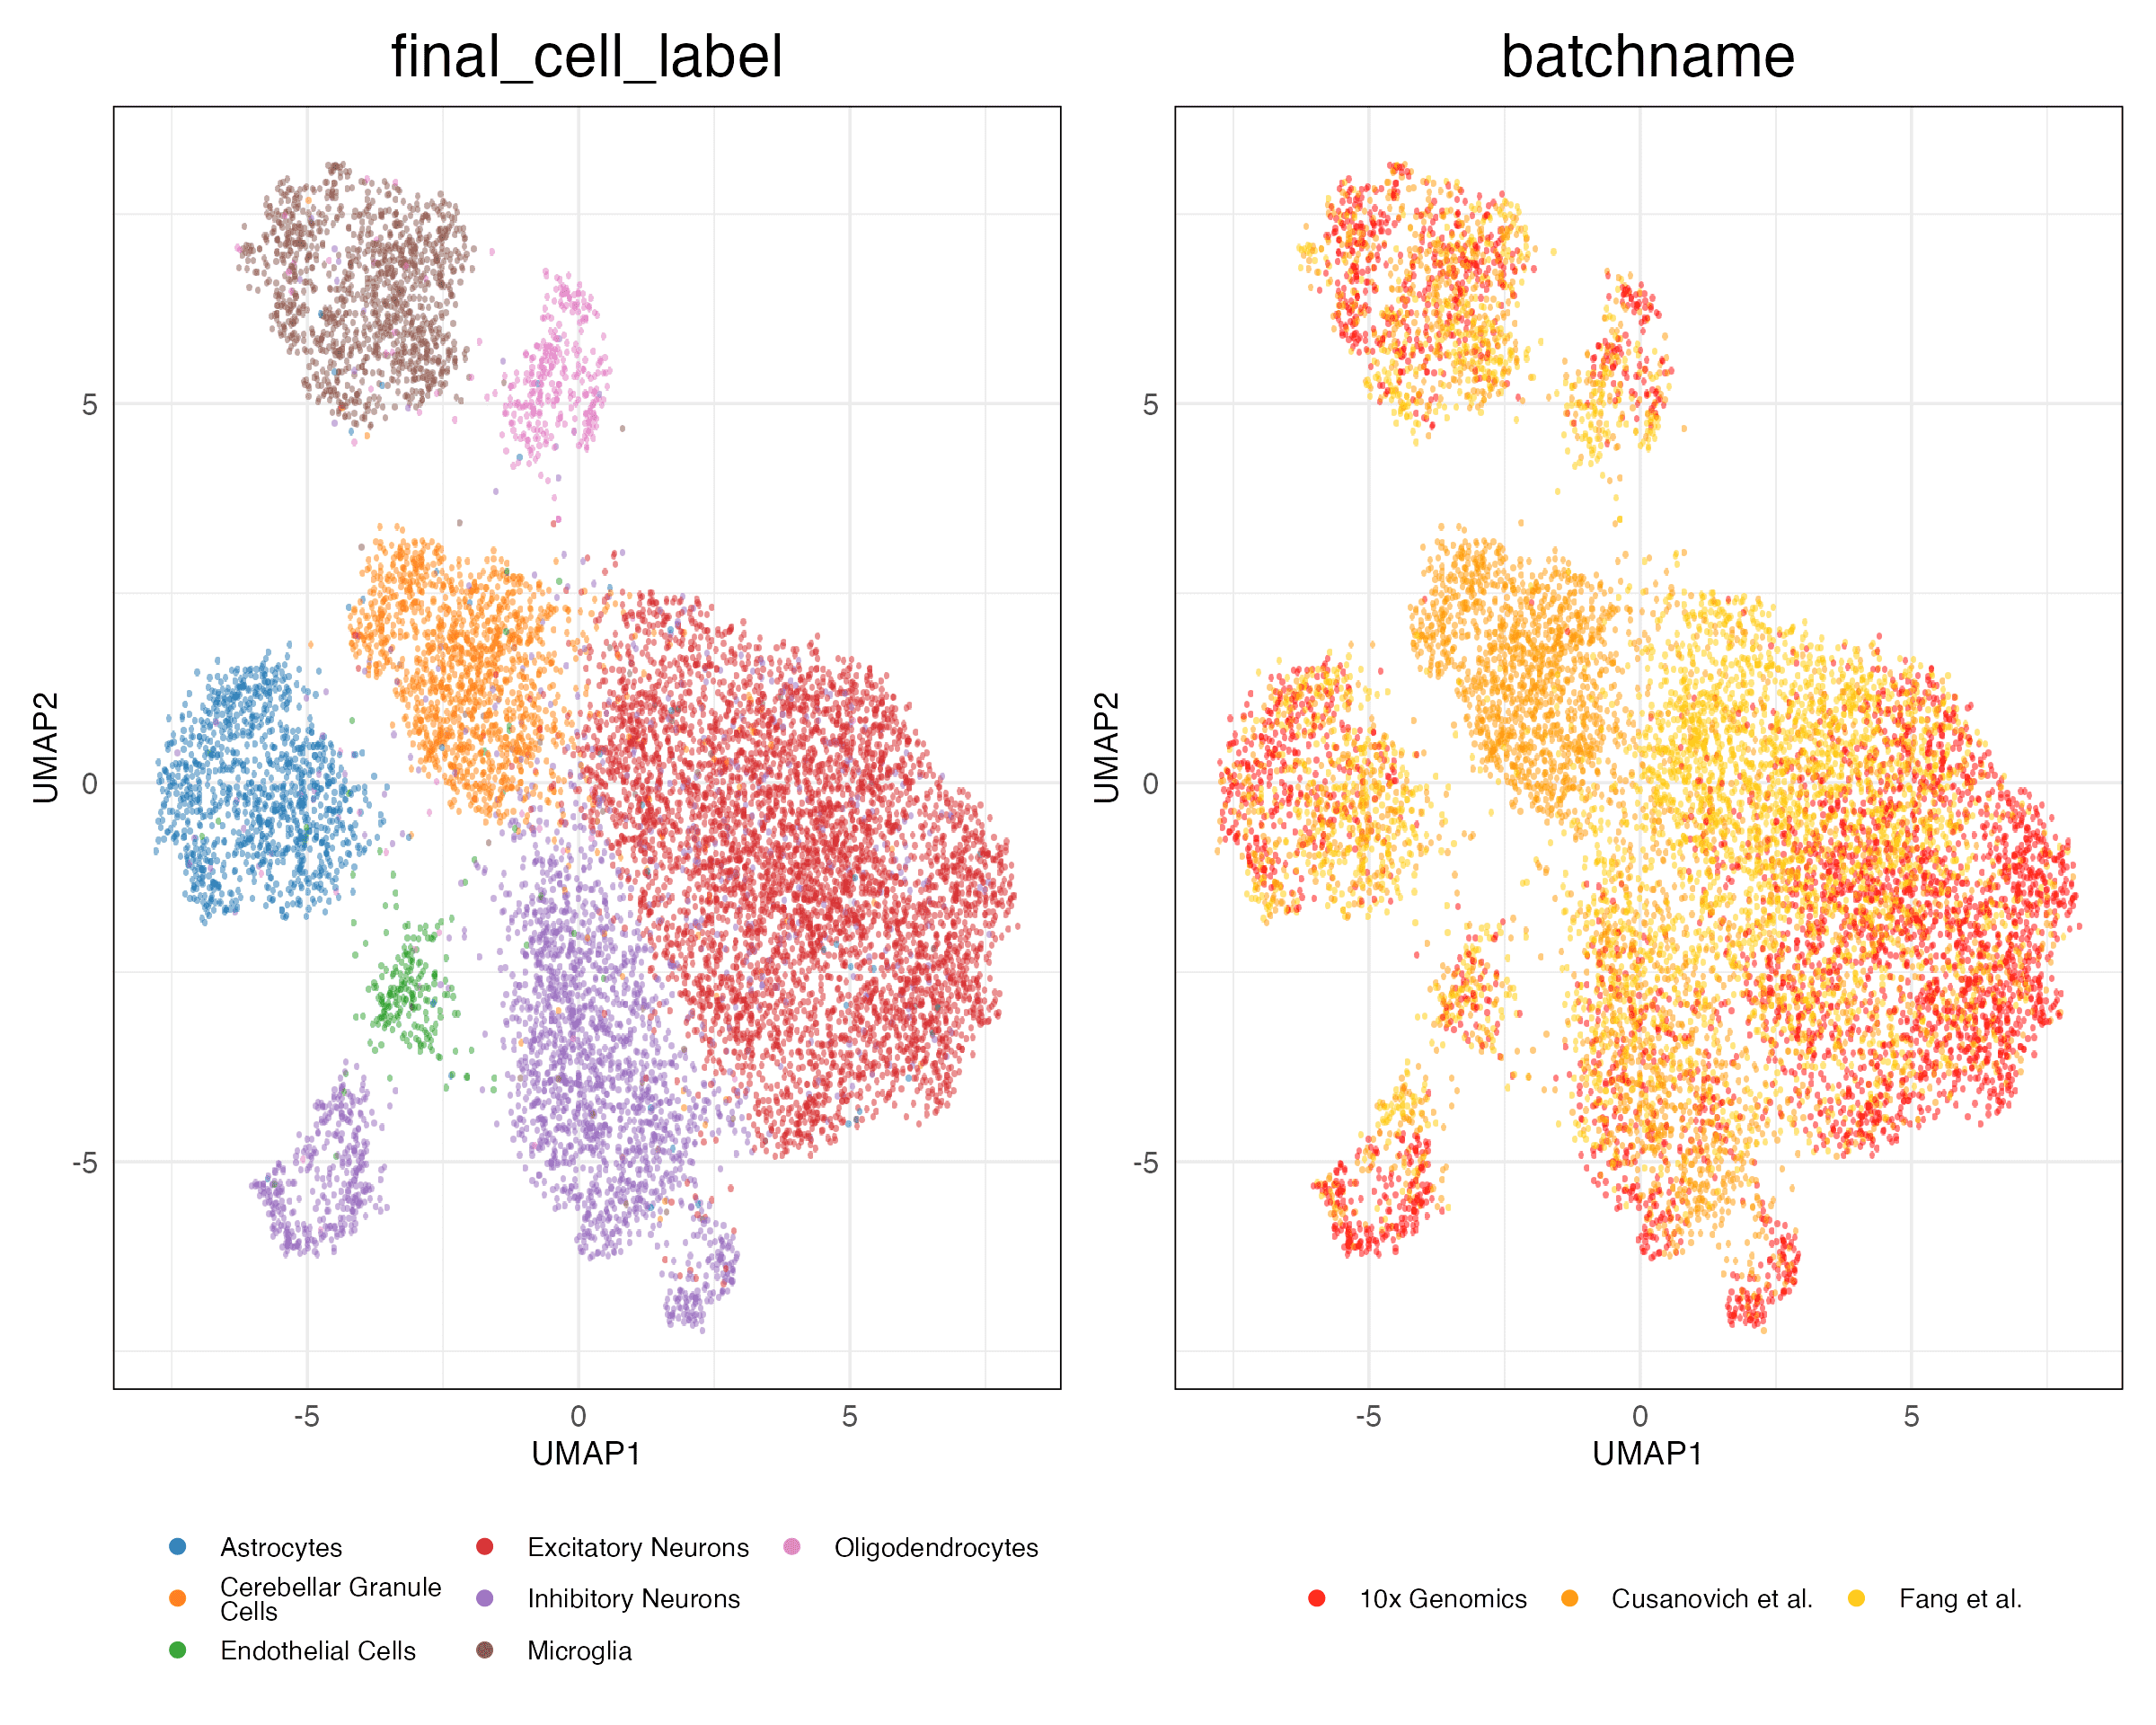 final_cell_label
batchname
UMAP2
5
0
-5
-5
0
5
UMAP1
UMAP2
5
0
-5
-5
0
5
UMAP1
Astrocytes
Cerebellar Granule
Cells
Endothelial Cells
Excitatory Neurons
Inhibitory Neurons
Microglia
Oligodendrocytes
10x Genomics
Cusanovich et al.
Fang et al.